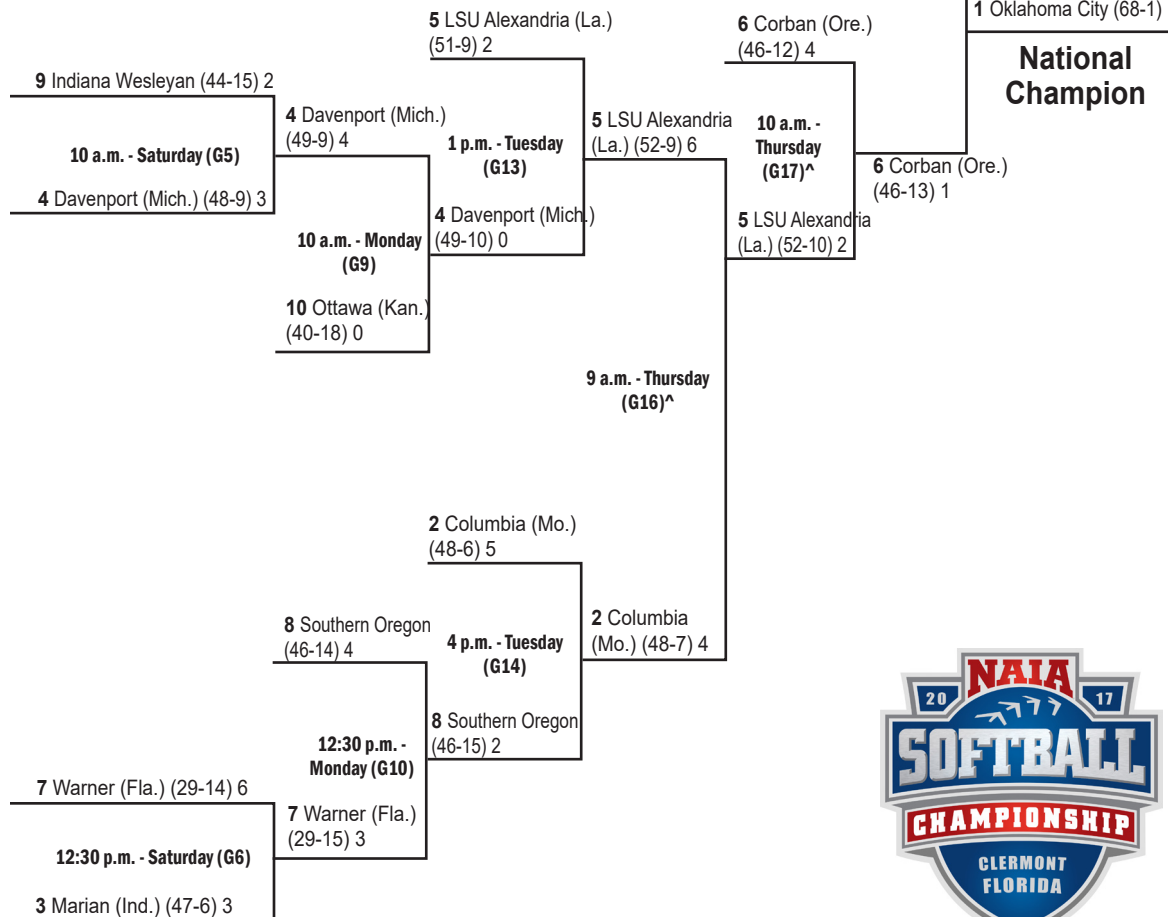 1 Oklahoma City (68-1)
National
Champion
5 LSU Alexandria (La.)
(51-9) 2
6 Corban (Ore.)
(46-12) 4
9 Indiana Wesleyan (44-15) 2
4 Davenport (Mich.)
(49-9) 4
10 a.m. - Saturday (G5)
4 Davenport (Mich.) (48-9) 3
1 p.m. - Tuesday
(G13)
5 LSU Alexandria
(La.) (52-9) 6
10 a.m. -
Thursday
(G17)^
6 Corban (Ore.)
(46-13) 1
10 a.m. - Monday
(G9)
4 Davenport (Mich.)
(49-10) 0
5 LSU Alexandria
(La.) (52-10) 2
10 Ottawa (Kan.)
(40-18) 0
9 a.m. - Thursday
(G16)^
2 Columbia (Mo.)
(48-6) 5
8 Southern Oregon
(46-14) 4
4 p.m. - Tuesday
(G14)
2 Columbia
(Mo.) (48-7) 4
12:30 p.m. -
Monday (G10)
8 Southern Oregon
(46-15) 2
7 Warner (Fla.) (29-14) 6
7 Warner (Fla.)
(29-15) 3
12:30 p.m. - Saturday (G6)
3 Marian (Ind.) (47-6) 3
NAIA
20 17
SOFTBALL
CHAMPIONSHIP
CLERMONT
FLORIDA